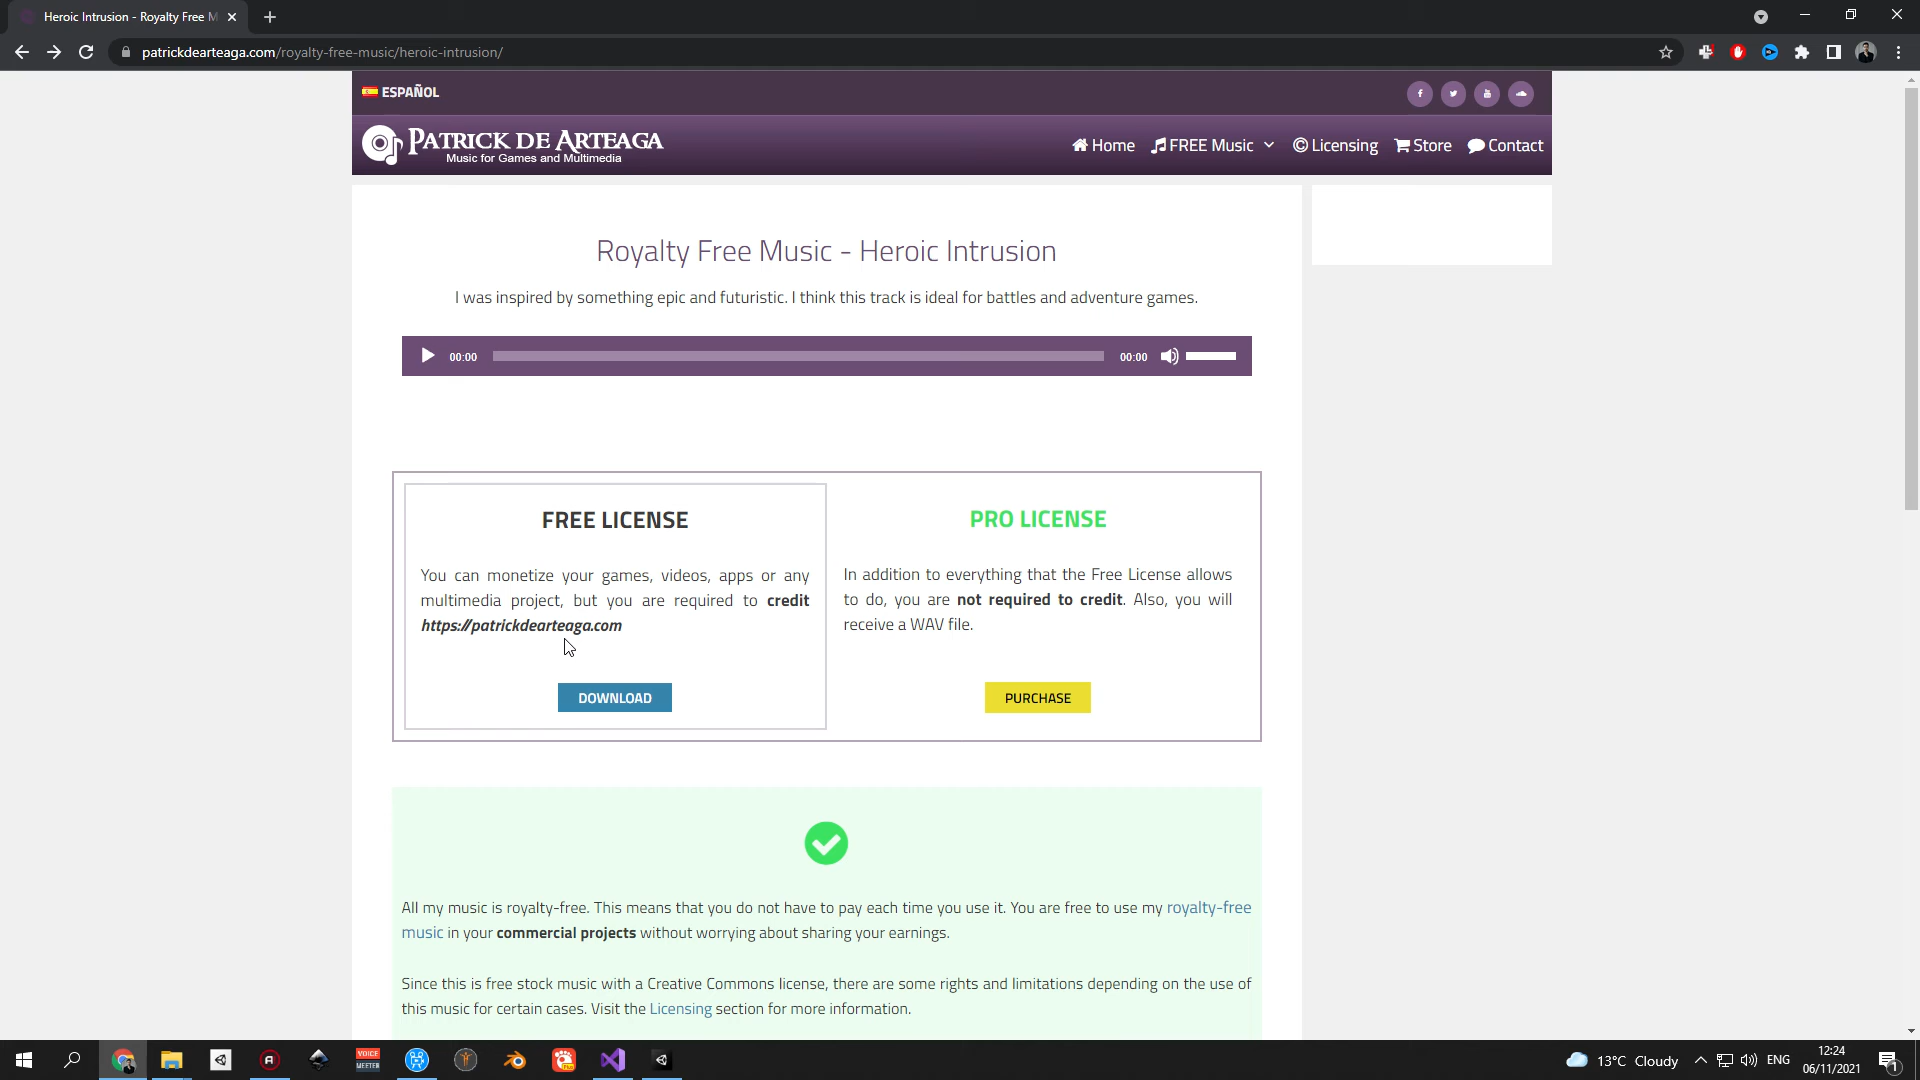 Heroic Intrusion - Royalty Free M
patrickdearteaga.com/royalty-free-music/heroic-intrusion/
ESPAÑOL
PATRICK DE ARTEAGA
Music for Games and Multimedia
Home
FREE Music
Licensing
Store
Contact
Royalty Free Music - Heroic Intrusion
I was inspired by something epic and futuristic. I think this track is ideal for battles and adventure games.
00:00
00:00
FREE LICENSE
You can monetize your games, videos, apps or any
multimedia project, but you are required to credit
https://patrickdearteaga.com
DOWNLOAD
PRO LICENSE
In addition to everything that the Free License allows
to do, you are not required to credit. Also, you will
receive a WAV file.
PURCHASE
All my music is royalty-free. This means that you do not have to pay each time you use it. You are free to use my royalty-free
music in your commercial projects without worrying about sharing your earnings.
Since this is free stock music with a Creative Commons license, there are some rights and limitations depending on the use of
this music for certain cases. Visit the Licensing section for more information.
VOICE
MEETER
13°C Cloudy
ENG
12:24
06/11/2021
1